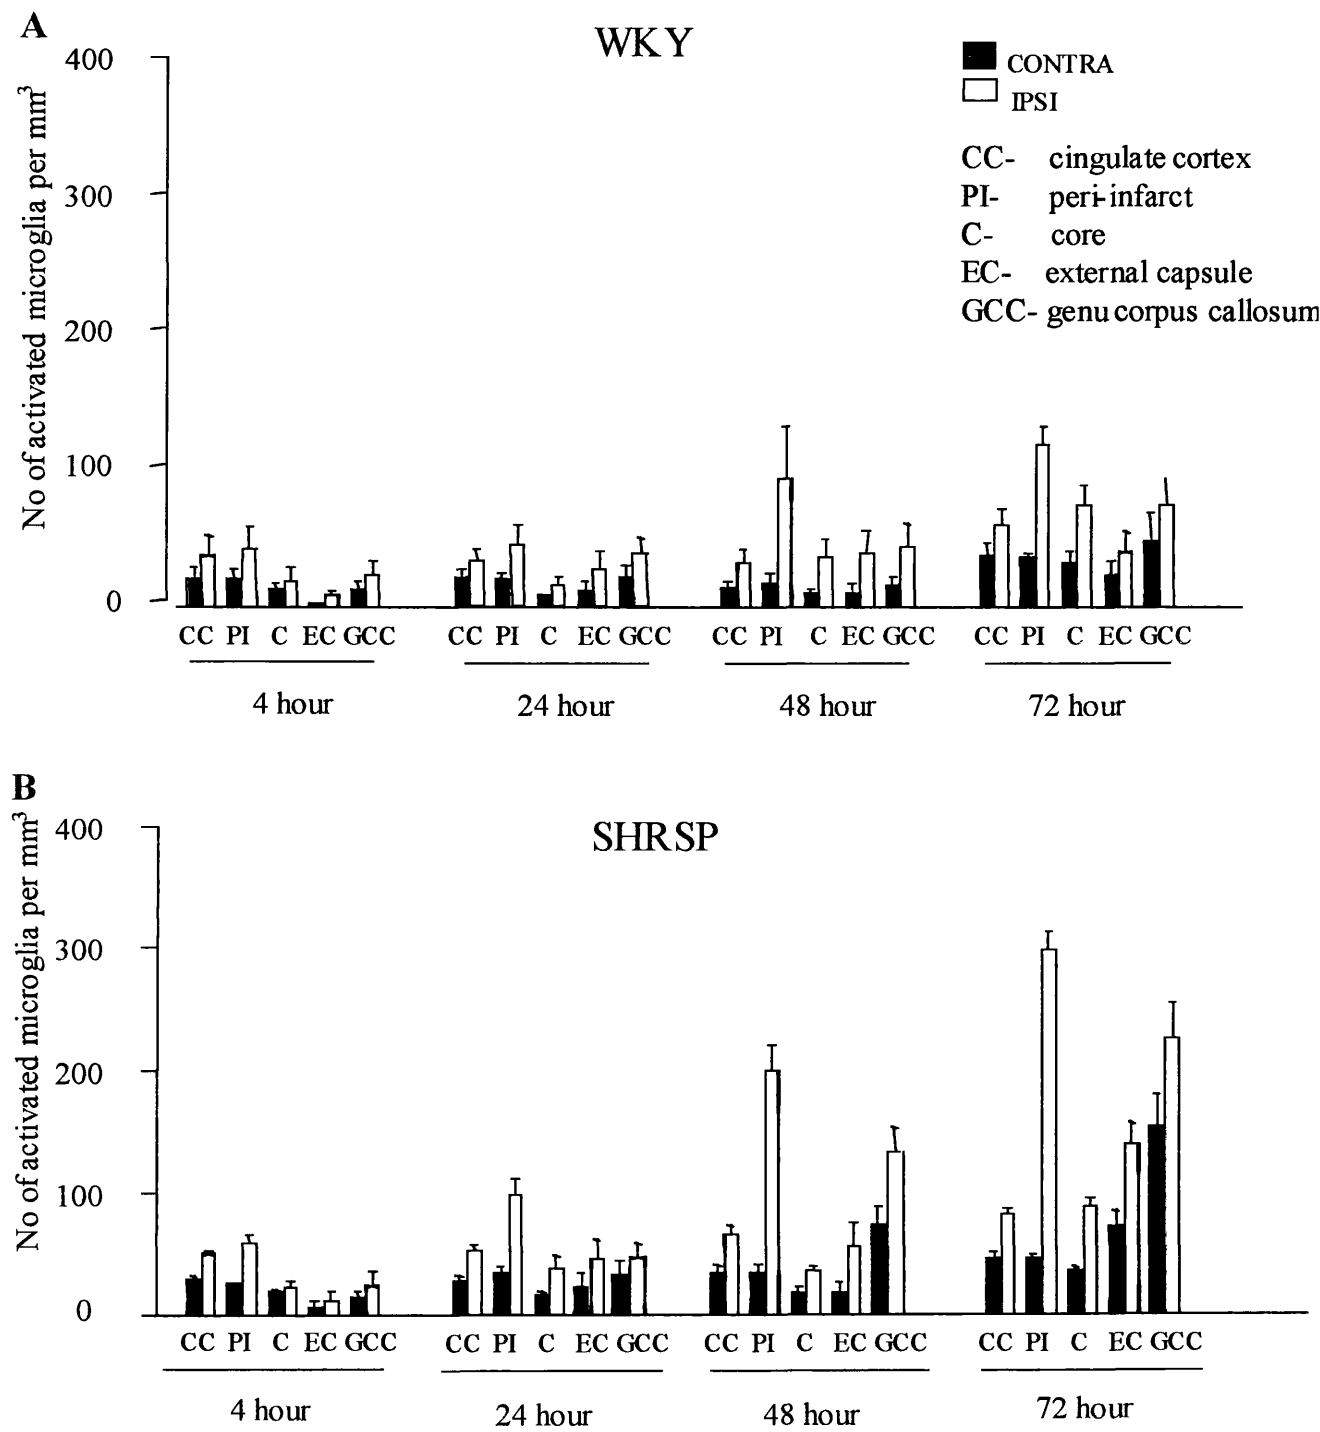 A
WKY
CONTRA
IPSI
CC- cingulate cortex
PI- peri-infarct
C- core
EC- external capsule
GCC- genu corpus callosum
No of activated microglia per mm³
400
300
200
100
0
CC PI C EC GCC CC PI C EC GCC CC PI C EC GCC CC PI C EC GCC
4 hour 24 hour 48 hour 72 hour
B
SHRSP
No of activated microglia per mm³
400
300
200
100
0
CC PI C EC GCC CC PI C EC GCC CC PI C EC GCC CC PI C EC GCC
4 hour 24 hour 48 hour 72 hour